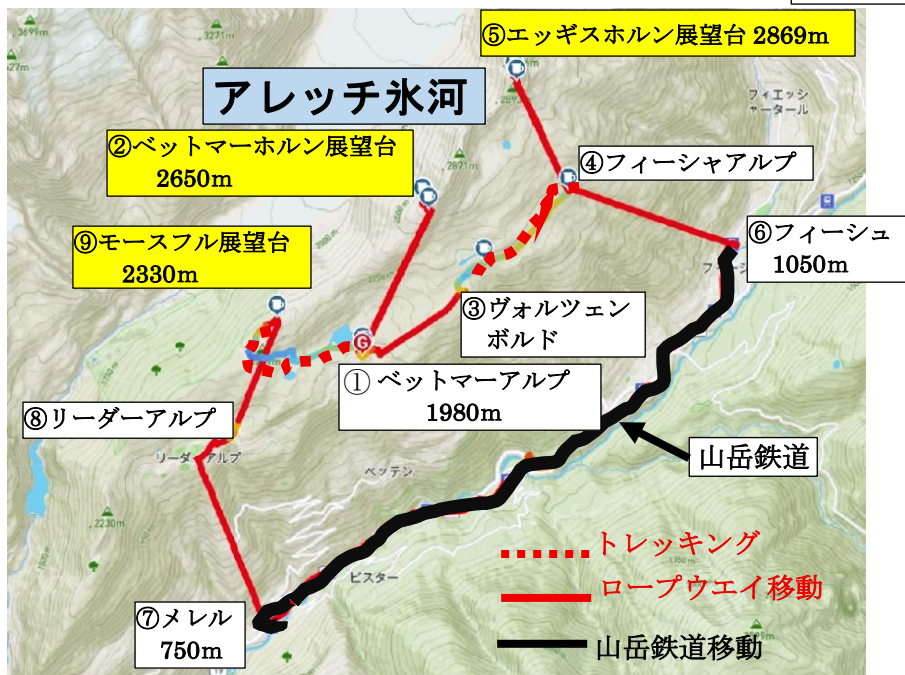 ⑤エッギスホルン展望台 2869m
3699m
3271m
アレッチ氷河
フィエッシ
ャータール
②ベットマーホルン展望台
2650m
2871m
④フィーシャアルプ
⑨モースフル展望台
2330m
⑥フィーシュ
1050m
③ヴォルツェン
ボルド
① ベットマーアルプ
1980m
⑧リーダーアルプ
リーダーアルプ
ベッテン
山岳鉄道
2230m
トレッキング
ロープウエイ移動
ビスター
⑦メレル
750m
山岳鉄道移動